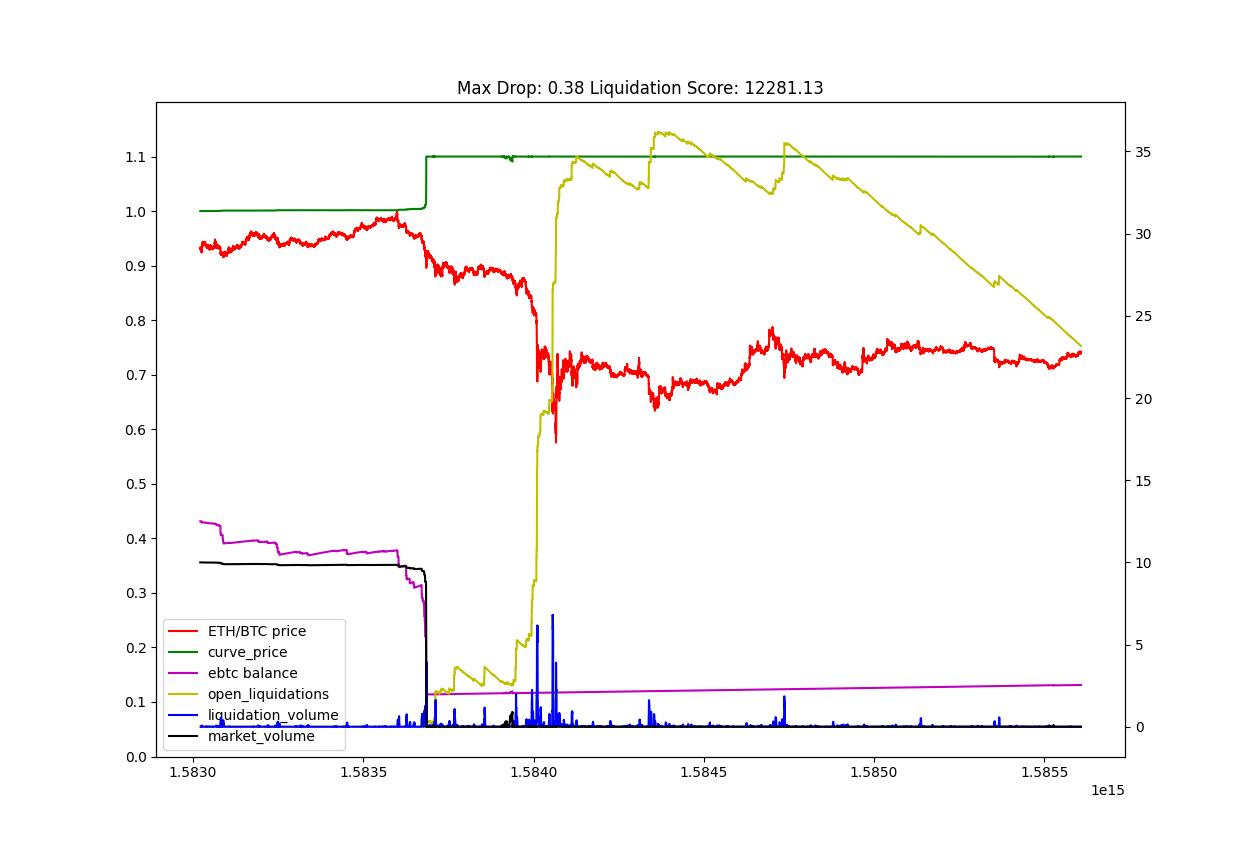 Max Drop: 0.38 Liquidation Score: 12281.13
1.1
1.0
0.9
0.8
0.7
0.6
0.5
0.4
0.3
0.2
0.1
0.0
35
30
25
20
15
10
5
0
ETH/BTC price
curve_price
ebtc balance
open_liquidations
liquidation_volume
market_volume
1.5830 1.5835 1.5840 1.5845 1.5850 1.5855
1e15